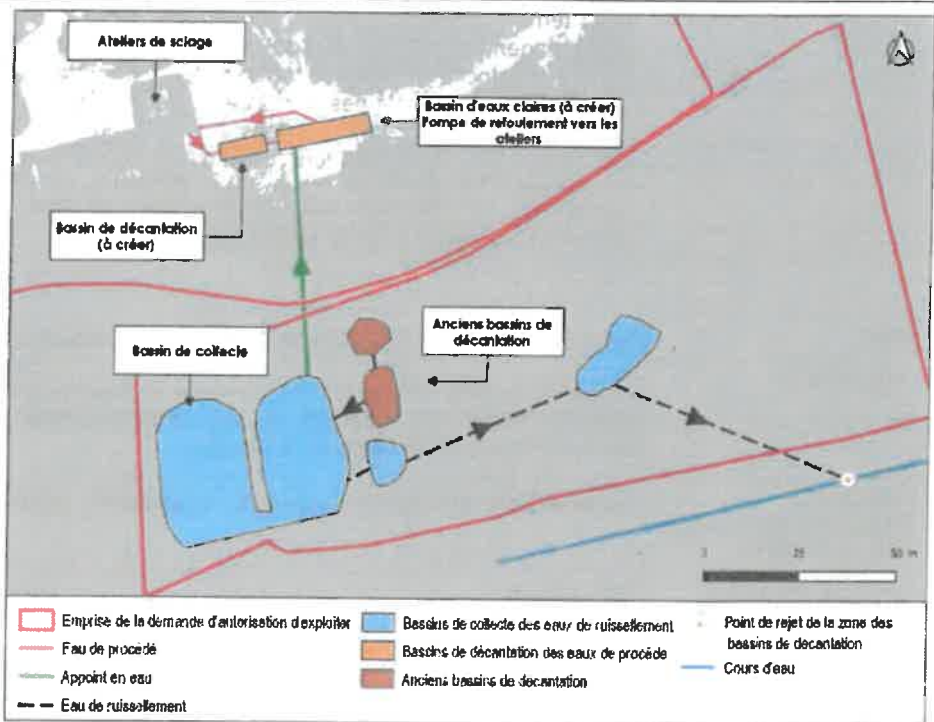 Ateliers de sciage
Bassin d'eaux claires (à créer)
Pompe de refoulement vers les
ateliers
Bassin de décantation
(à créer)
Bassin de collecte
Anciens bassins de
décantation
0 25 50 m
Emprise de la demande d'autorisation d'exploiter
Eau de procédé
Appoint en eau
Eau de ruissellement
Bassins de collecte des eaux de ruissellement
Bassins de décantation des eaux de procédé
Anciens bassins de decantation
Point de rejet de la zone des
bassins de décantation
Cours d'eau